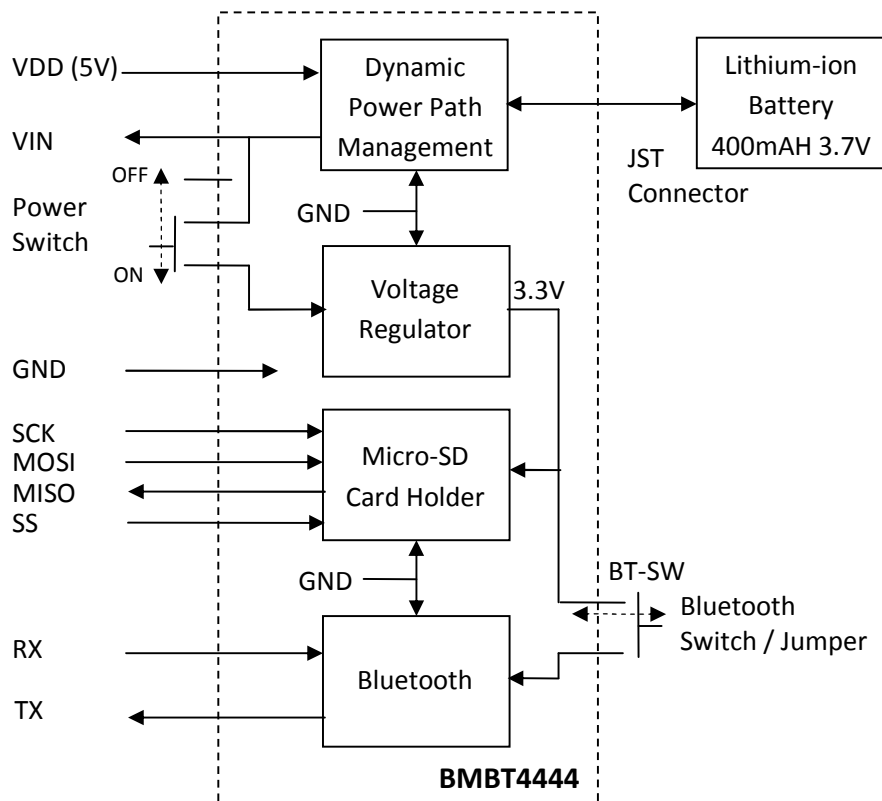 VDD (5V)
Dynamic
Power Path
Management
Lithium-ion
Battery
400mAH 3.7V
VIN
JST
Connector
OFF
Power
Switch
ON
GND
Voltage
Regulator
3.3V
GND
SCK
MOSI
MISO
SS
Micro-SD
Card Holder
GND
BT-SW
Bluetooth
Switch / Jumper
RX
Bluetooth
TX
BMBT4444